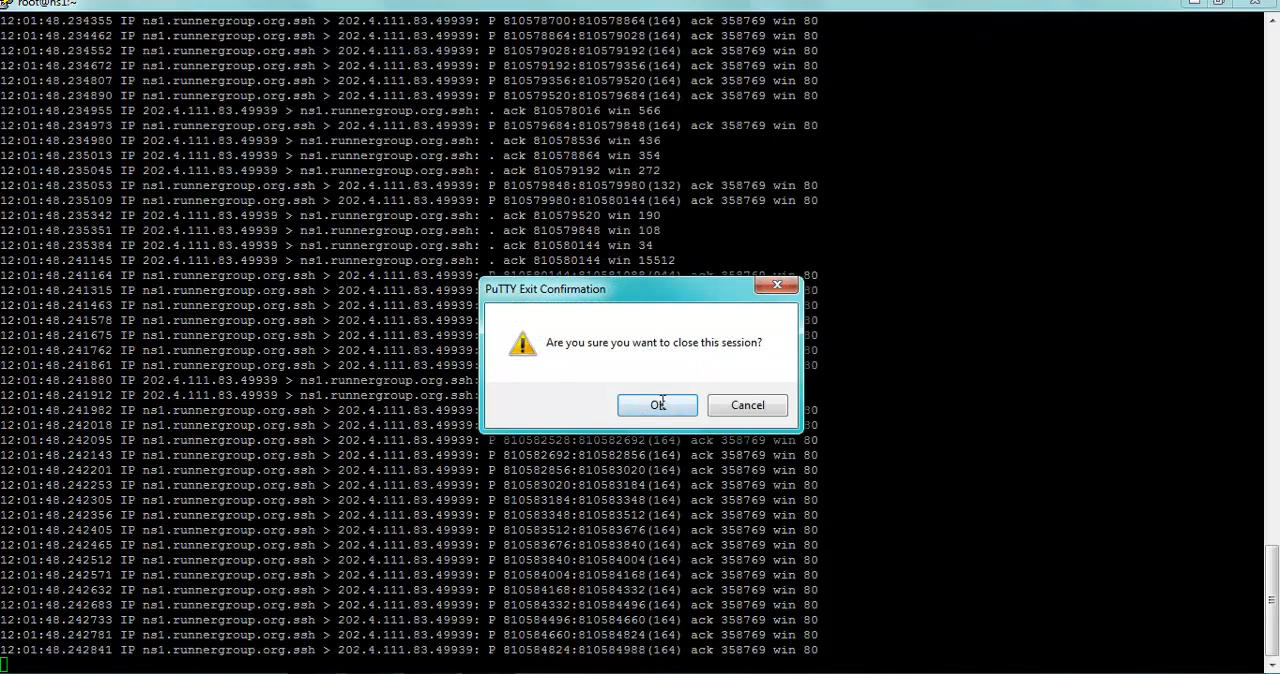 root@ns1:~
12:01:48.234355 IP ns1.runnergroup.org.ssh > 202.4.111.83.49939: P 810578700:810578864(164) ack 358769 win 80
12:01:48.234462 IP ns1.runnergroup.org.ssh > 202.4.111.83.49939: P 810578864:810579028(164) ack 358769 win 80
12:01:48.234552 IP ns1.runnergroup.org.ssh > 202.4.111.83.49939: P 810579028:810579192(164) ack 358769 win 80
12:01:48.234672 IP ns1.runnergroup.org.ssh > 202.4.111.83.49939: P 810579192:810579356(164) ack 358769 win 80
12:01:48.234807 IP ns1.runnergroup.org.ssh > 202.4.111.83.49939: P 810579356:810579520(164) ack 358769 win 80
12:01:48.234890 IP ns1.runnergroup.org.ssh > 202.4.111.83.49939: P 810579520:810579684(164) ack 358769 win 80
12:01:48.234955 IP 202.4.111.83.49939 > ns1.runnergroup.org.ssh: . ack 810578016 win 566
12:01:48.234973 IP ns1.runnergroup.org.ssh > 202.4.111.83.49939: P 810579684:810579848(164) ack 358769 win 80
12:01:48.234980 IP 202.4.111.83.49939 > ns1.runnergroup.org.ssh: . ack 810578536 win 436
12:01:48.235013 IP 202.4.111.83.49939 > ns1.runnergroup.org.ssh: . ack 810578864 win 354
12:01:48.235045 IP 202.4.111.83.49939 > ns1.runnergroup.org.ssh: . ack 810579192 win 272
12:01:48.235053 IP ns1.runnergroup.org.ssh > 202.4.111.83.49939: P 810579848:810579980(132) ack 358769 win 80
12:01:48.235109 IP ns1.runnergroup.org.ssh > 202.4.111.83.49939: P 810579980:810580144(164) ack 358769 win 80
12:01:48.235342 IP 202.4.111.83.49939 > ns1.runnergroup.org.ssh: . ack 810579520 win 190
12:01:48.235351 IP 202.4.111.83.49939 > ns1.runnergroup.org.ssh: . ack 810579848 win 108
12:01:48.235384 IP 202.4.111.83.49939 > ns1.runnergroup.org.ssh: . ack 810580144 win 34
12:01:48.241145 IP 202.4.111.83.49939 > ns1.runnergroup.org.ssh: . ack 810580144 win 15512
12:01:48.241164 IP ns1.runnergroup.org.ssh > 202.4.111.83.49939: P 810580144:810581088(944) ack 358769 win 80
12:01:48.241315 IP ns1.runnergroup.org.ssh > 202.4.111.83.49939:
12:01:48.241463 IP ns1.runnergroup.org.ssh > 202.4.111.83.49939:
12:01:48.241578 IP ns1.runnergroup.org.ssh > 202.4.111.83.49939:
12:01:48.241675 IP ns1.runnergroup.org.ssh > 202.4.111.83.49939:
12:01:48.241762 IP ns1.runnergroup.org.ssh > 202.4.111.83.49939:
12:01:48.241861 IP ns1.runnergroup.org.ssh > 202.4.111.83.49939:
12:01:48.241880 IP 202.4.111.83.49939 > ns1.runnergroup.org.ssh:
12:01:48.241912 IP 202.4.111.83.49939 > ns1.runnergroup.org.ssh:
12:01:48.241982 IP ns1.runnergroup.org.ssh > 202.4.111.83.49939:
12:01:48.242018 IP ns1.runnergroup.org.ssh > 202.4.111.83.49939:
12:01:48.242095 IP ns1.runnergroup.org.ssh > 202.4.111.83.49939: P 810582528:810582692(164) ack 358769 win 80
12:01:48.242143 IP ns1.runnergroup.org.ssh > 202.4.111.83.49939: P 810582692:810582856(164) ack 358769 win 80
12:01:48.242201 IP ns1.runnergroup.org.ssh > 202.4.111.83.49939: P 810582856:810583020(164) ack 358769 win 80
12:01:48.242253 IP ns1.runnergroup.org.ssh > 202.4.111.83.49939: P 810583020:810583184(164) ack 358769 win 80
12:01:48.242305 IP ns1.runnergroup.org.ssh > 202.4.111.83.49939: P 810583184:810583348(164) ack 358769 win 80
12:01:48.242356 IP ns1.runnergroup.org.ssh > 202.4.111.83.49939: P 810583348:810583512(164) ack 358769 win 80
12:01:48.242405 IP ns1.runnergroup.org.ssh > 202.4.111.83.49939: P 810583512:810583676(164) ack 358769 win 80
12:01:48.242465 IP ns1.runnergroup.org.ssh > 202.4.111.83.49939: P 810583676:810583840(164) ack 358769 win 80
12:01:48.242512 IP ns1.runnergroup.org.ssh > 202.4.111.83.49939: P 810583840:810584004(164) ack 358769 win 80
12:01:48.242571 IP ns1.runnergroup.org.ssh > 202.4.111.83.49939: P 810584004:810584168(164) ack 358769 win 80
12:01:48.242632 IP ns1.runnergroup.org.ssh > 202.4.111.83.49939: P 810584168:810584332(164) ack 358769 win 80
12:01:48.242683 IP ns1.runnergroup.org.ssh > 202.4.111.83.49939: P 810584332:810584496(164) ack 358769 win 80
12:01:48.242733 IP ns1.runnergroup.org.ssh > 202.4.111.83.49939: P 810584496:810584660(164) ack 358769 win 80
12:01:48.242781 IP ns1.runnergroup.org.ssh > 202.4.111.83.49939: P 810584660:810584824(164) ack 358769 win 80
12:01:48.242841 IP ns1.runnergroup.org.ssh > 202.4.111.83.49939: P 810584824:810584988(164) ack 358769 win 80
PuTTY Exit Confirmation
Are you sure you want to close this session?
OK
Cancel